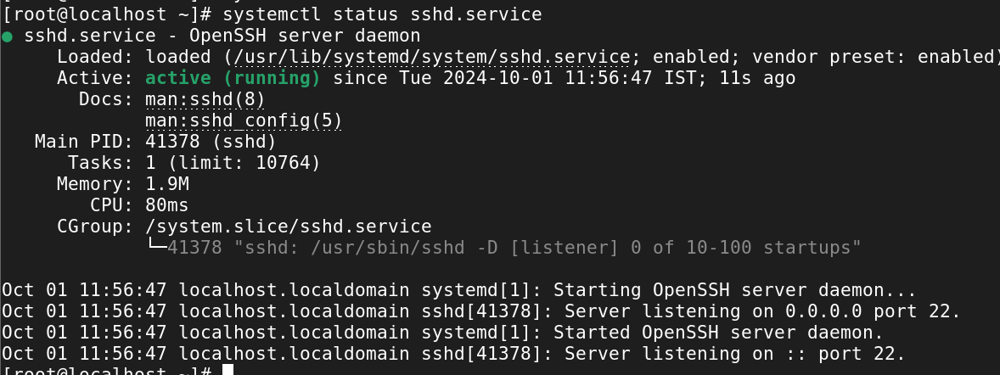 [root@localhost ~]# systemctl status sshd.service
● sshd.service - OpenSSH server daemon
     Loaded: loaded (/usr/lib/systemd/system/sshd.service; enabled; vendor preset: enabled)
     Active: active (running) since Tue 2024-10-01 11:56:47 IST; 11s ago
       Docs: man:sshd(8)
             man:sshd_config(5)
   Main PID: 41378 (sshd)
      Tasks: 1 (limit: 10764)
     Memory: 1.9M
        CPU: 80ms
     CGroup: /system.slice/sshd.service
             └─41378 "sshd: /usr/sbin/sshd -D [listener] 0 of 10-100 startups"

Oct 01 11:56:47 localhost.localdomain systemd[1]: Starting OpenSSH server daemon...
Oct 01 11:56:47 localhost.localdomain sshd[41378]: Server listening on 0.0.0.0 port 22.
Oct 01 11:56:47 localhost.localdomain systemd[1]: Started OpenSSH server daemon.
Oct 01 11:56:47 localhost.localdomain sshd[41378]: Server listening on :: port 22.
[root@localhost ~]#